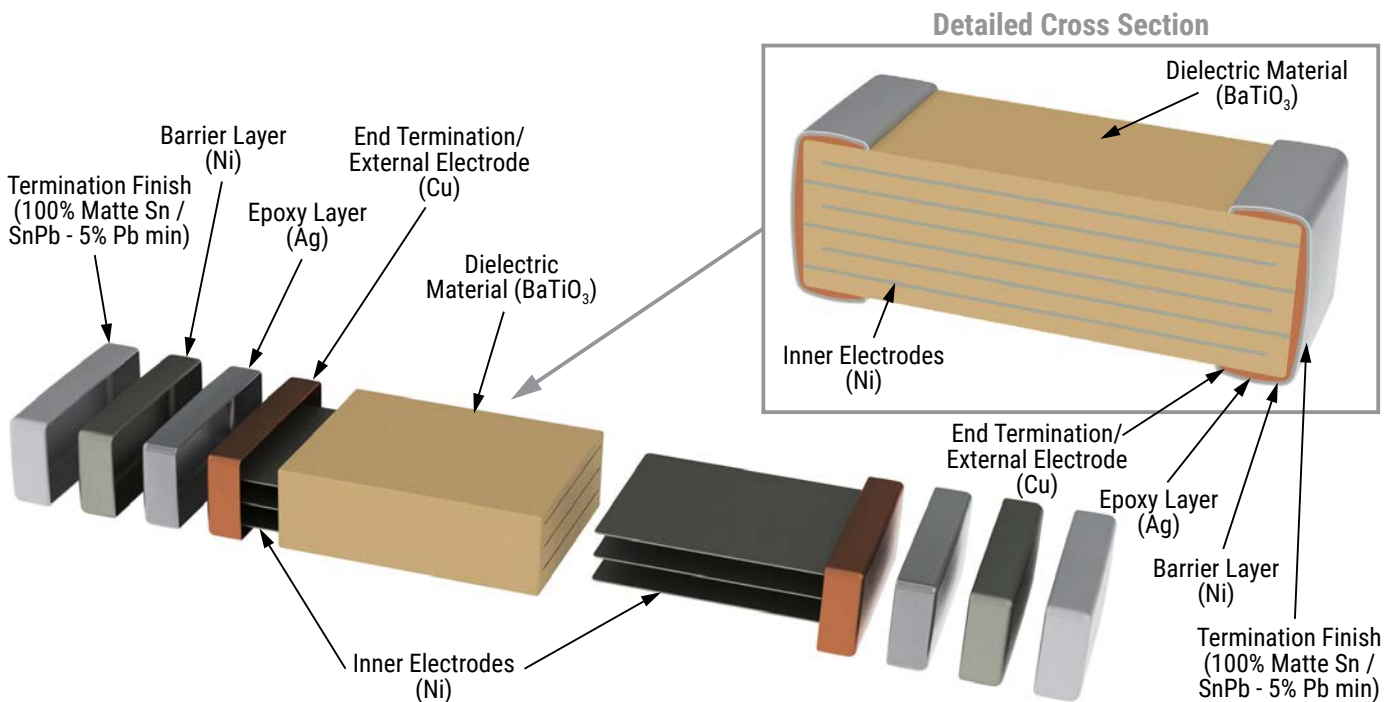 Detailed Cross Section
Dielectric Material
(BaTiO₃)
Inner Electrodes
(Ni)
End Termination/
External Electrode
(Cu)
Epoxy Layer
(Ag)
Barrier Layer
(Ni)
Termination Finish
(100% Matte Sn /
SnPb - 5% Pb min)
Termination Finish
(100% Matte Sn /
SnPb - 5% Pb min)
Barrier Layer
(Ni)
Epoxy Layer
(Ag)
End Termination/
External Electrode
(Cu)
Dielectric
Material (BaTiO₃)
Inner Electrodes
(Ni)